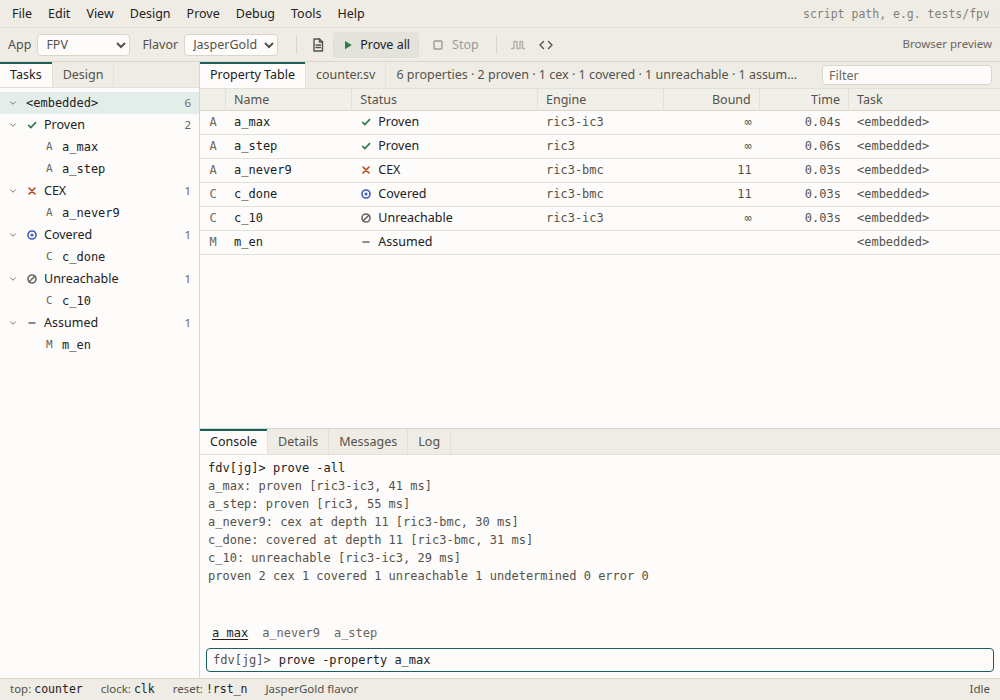 File Edit View Design Prove Debug Tools Help script path, e.g. tests/fpv
App FPV Flavor JasperGold Prove all Stop Browser preview
Tasks Design
<embedded> 6
Proven 2
A a_max
A a_step
CEX 1
A a_never9
Covered 1
C c_done
Unreachable 1
C c_10
Assumed 1
M m_en
Property Table counter.sv 6 properties · 2 proven · 1 cex · 1 covered · 1 unreachable · 1 assum... Filter
Name Status Engine Bound Time Task
A a_max Proven ric3-ic3 ∞ 0.04s <embedded>
A a_step Proven ric3 ∞ 0.06s <embedded>
A a_never9 CEX ric3-bmc 11 0.03s <embedded>
C c_done Covered ric3-bmc 11 0.03s <embedded>
C c_10 Unreachable ric3-ic3 ∞ 0.03s <embedded>
M m_en Assumed <embedded>
Console Details Messages Log
fdv[jg]> prove -all
a_max: proven [ric3-ic3, 41 ms]
a_step: proven [ric3, 55 ms]
a_never9: cex at depth 11 [ric3-bmc, 30 ms]
c_done: covered at depth 11 [ric3-bmc, 31 ms]
c_10: unreachable [ric3-ic3, 29 ms]
proven 2 cex 1 covered 1 unreachable 1 undetermined 0 error 0
a_max a_never9 a_step
fdv[jg]> prove -property a_max
top: counter clock: clk reset: !rst_n JasperGold flavor Idle